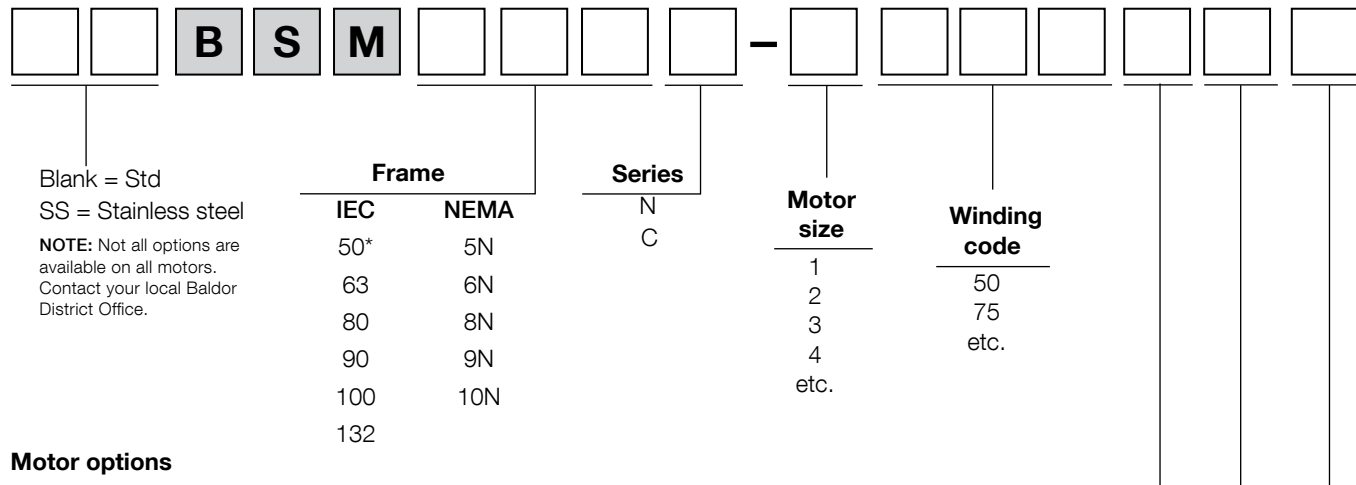 B S M –
Blank = Std
SS = Stainless steel
NOTE: Not all options are
available on all motors.
Contact your local Baldor
District Office.
Frame
IEC NEMA
50* 5N
63 6N
80 8N
90 9N
100 10N
132
Series
N
C
Motor
size
1
2
3
4
etc.
Winding
code
50
75
etc.
Motor options